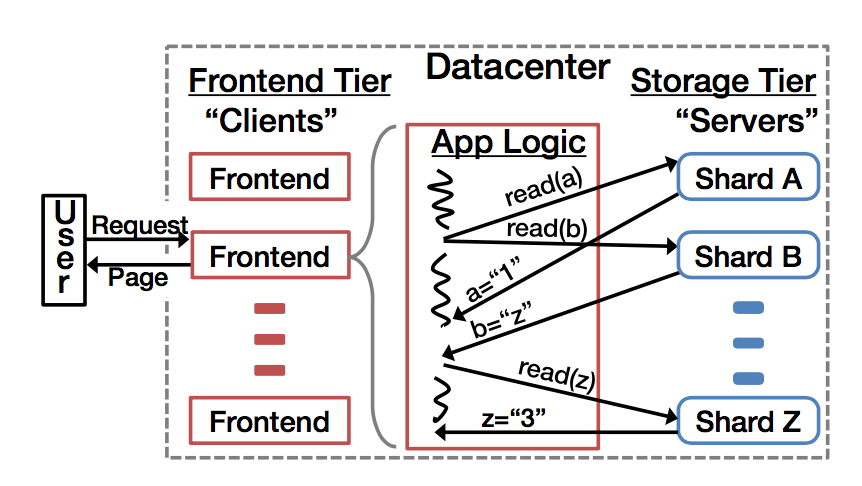 Datacenter
Frontend Tier
“Clients”
Storage Tier
“Servers”
App Logic
Frontend
Frontend
Frontend
User
Request
Page
read(a)
read(b)
a=“1”
b=“z”
read(z)
z=“3”
Shard A
Shard B
Shard Z